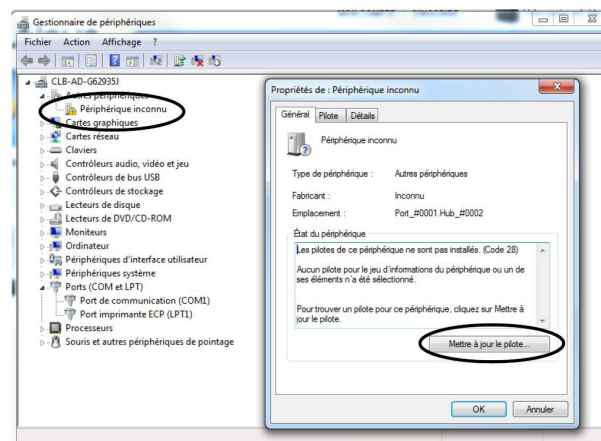 Gestionnaire de périphériques
Fichier Action Affichage ?
CLB-AD-G62935J
Autres périphériques
Périphérique inconnu
Cartes graphiques
Cartes réseau
Claviers
Contrôleurs audio, vidéo et jeu
Contrôleurs de bus USB
Contrôleurs de stockage
Lecteurs de disque
Lecteurs de DVD/CD-ROM
Moniteurs
Ordinateur
Périphériques d'interface utilisateur
Périphériques système
Ports (COM et LPT)
Port de communication (COM1)
Port imprimante ECP (LPT1)
Processeurs
Souris et autres périphériques de pointage
Propriétés de : Périphérique inconnu
Général Pilote Détails
Périphérique inconnu
Type de périphérique : Autres périphériques
Fabricant : Inconnu
Emplacement : Port_#0001.Hub_#0002
État du périphérique
Les pilotes de ce périphérique ne sont pas installés. (Code 28)
Aucun pilote pour le jeu d'informations du périphérique ou un de
ses éléments n'a été sélectionné.
Pour trouver un pilote pour ce périphérique, cliquez sur Mettre à
jour le pilote.
Mettre à jour le pilote...
OK Annuler